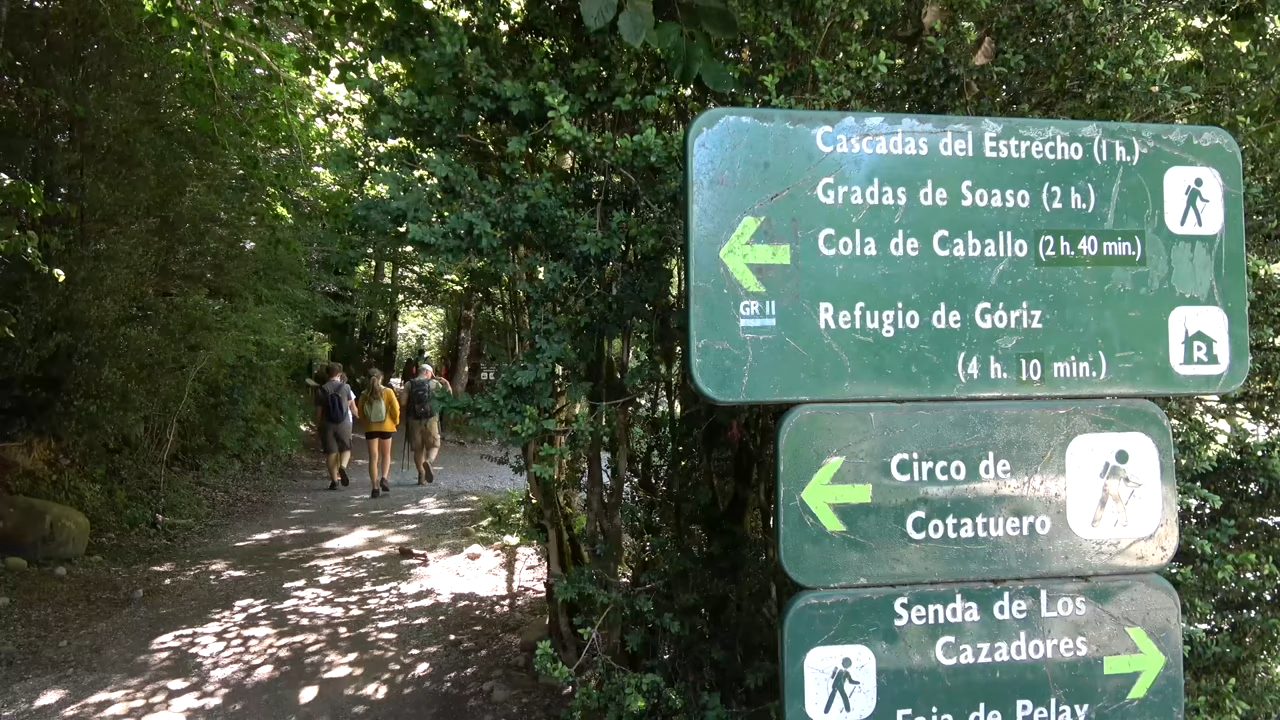 Cascadas del Estrecho (1 h.)
Gradas de Soaso (2 h.)
Cola de Caballo (2 h. 40 min.)
GR 11
Refugio de Góriz
R
(4 h. 10 min.)
Circo de
Cotatuero
Senda de Los
Cazadores
Faja de Pelay